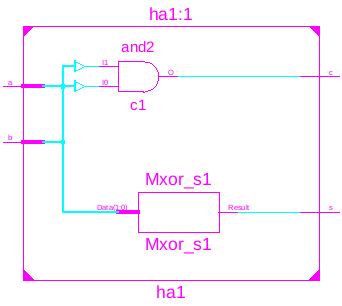 ha1:1
and2
I1
O
a
I0
c
c1
b
Mxor_s1
Data(1:0)
Result
s
Mxor_s1
ha1